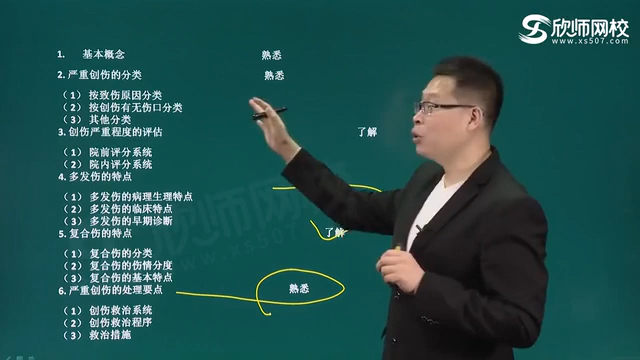 欣师网校
www.xs507.com
1. 基本概念 熟悉
2. 严重创伤的分类 熟悉
（1） 按致伤原因分类
（2） 按创伤有无伤口分类
（3） 其他分类
3. 创伤严重程度的评估 了解
（1） 院前评分系统
（2） 院内评分系统
4. 多发伤的特点
（1） 多发伤的病理生理特点
（2） 多发伤的临床特点
（3） 多发伤的早期诊断
5. 复合伤的特点 了解
（1） 复合伤的分类
（2） 复合伤的伤情分度
（3） 复合伤的基本特点
6. 严重创伤的处理要点 熟悉
（1） 创伤救治系统
（2） 创伤救治程序
（3） 救治措施